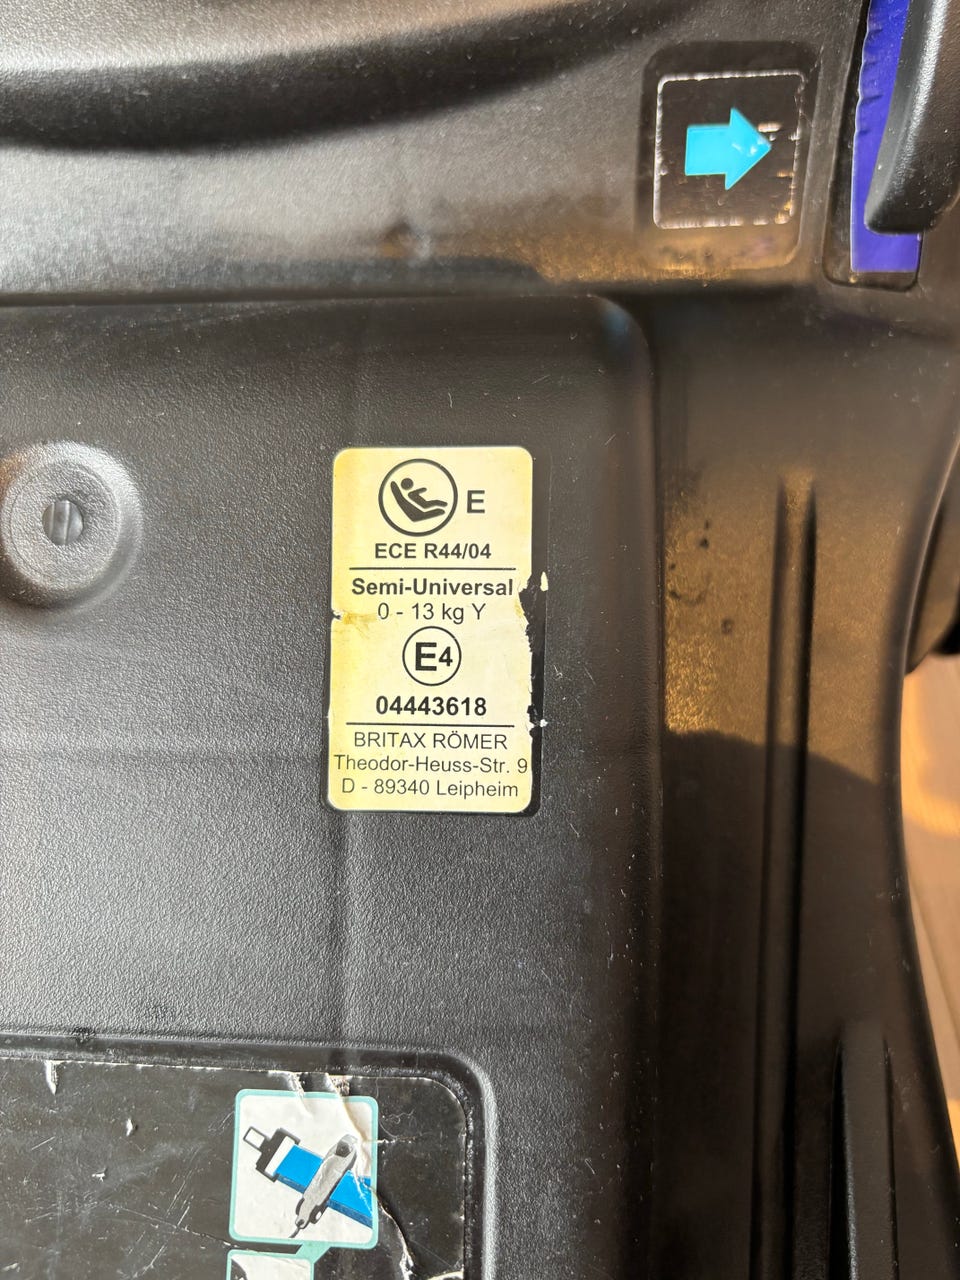 E
ECE R44/04
Semi-Universal
0 - 13 kg Y
E4
04443618
BRITAX RÖMER
Theodor-Heuss-Str. 9
D - 89340 Leipheim